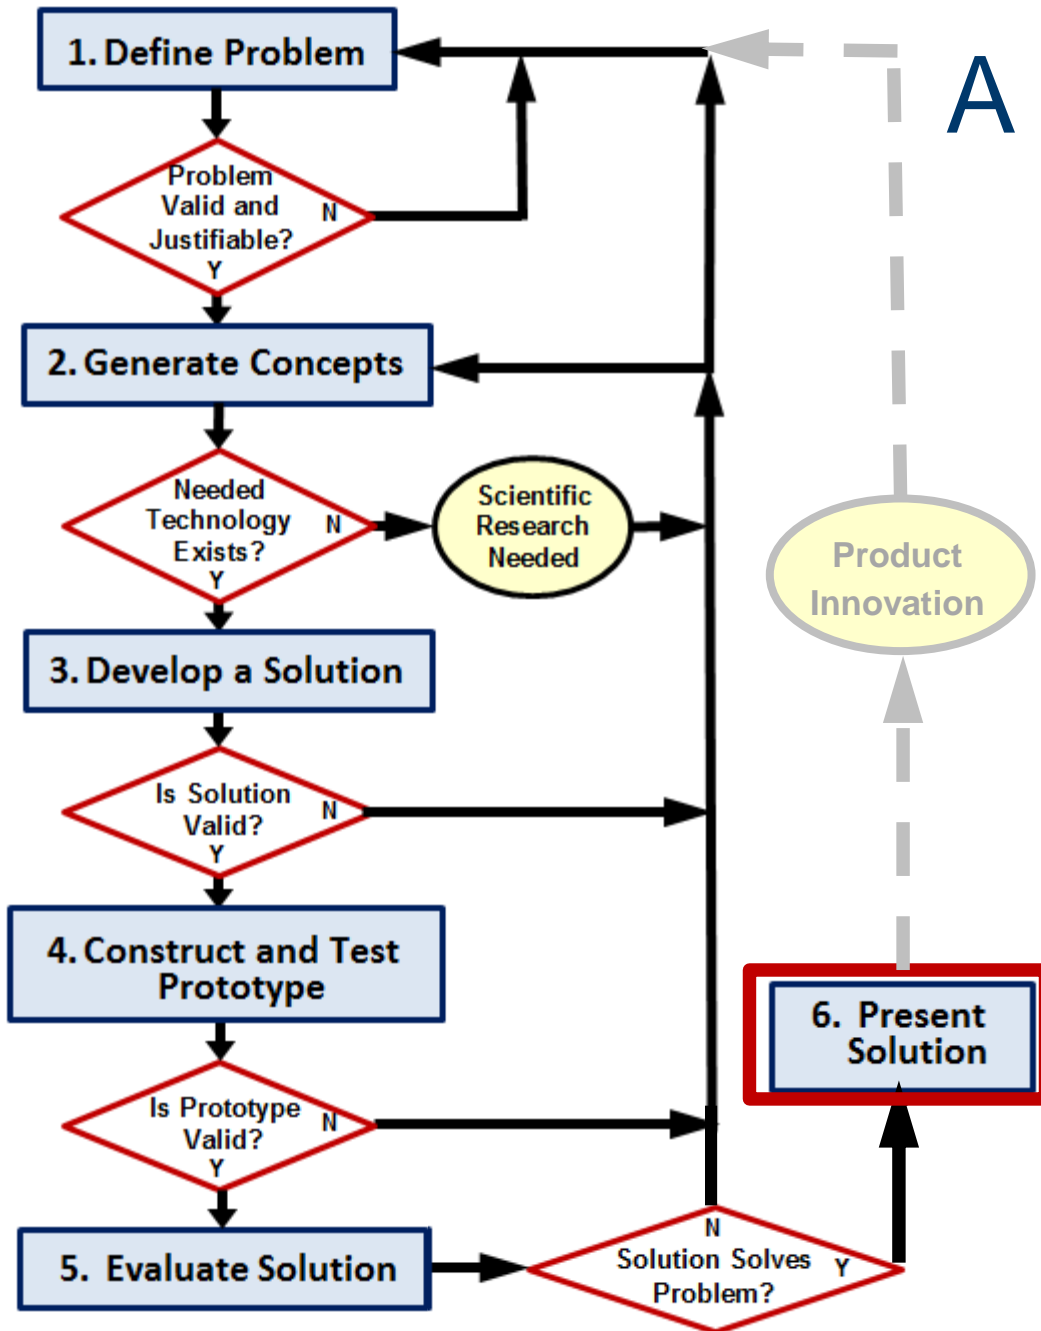 1. Define Problem
A
Problem
Valid and
Justifiable?
N
Y
2. Generate Concepts
Needed
Technology
Exists?
N
Y
Scientific
Research
Needed
Product
Innovation
3. Develop a Solution
Is Solution
Valid?
N
Y
4. Construct and Test
Prototype
6. Present
Solution
Is Prototype
Valid?
N
Y
5. Evaluate Solution
N
Solution Solves
Problem?
Y